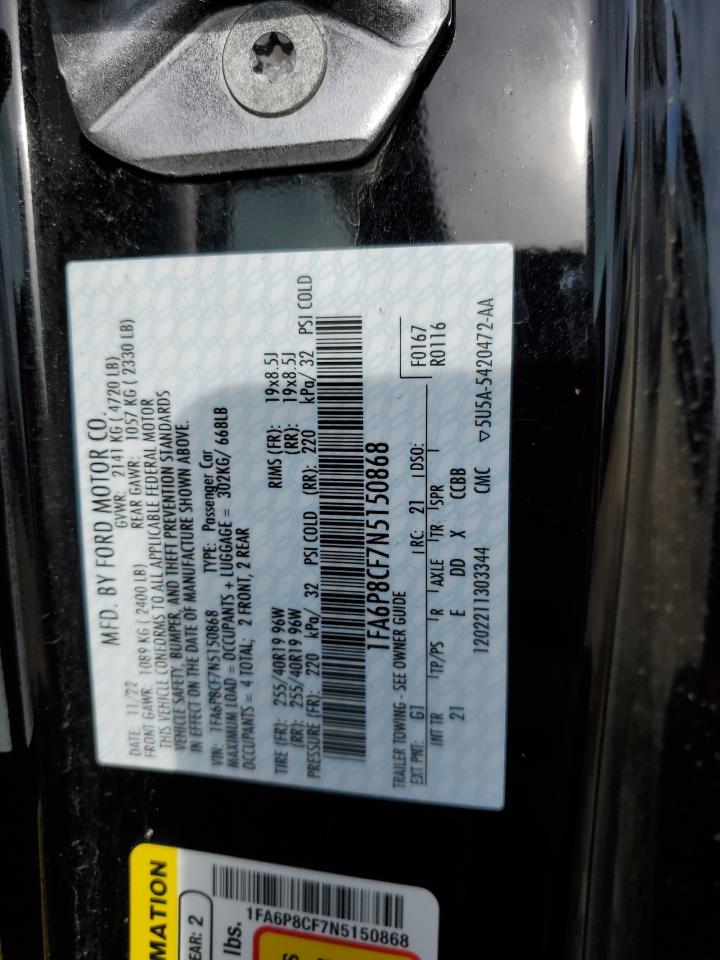 MFD. BY FORD MOTOR CO.
DATE: 11/22 GVWR: 2141 KG ( 4720 LB)
FRONT GAWR: 1089 KG ( 2400 LB) REAR GAWR: 1057 KG ( 2330 LB)
THIS VEHICLE CONFORMS TO ALL APPLICABLE FEDERAL MOTOR
VEHICLE SAFETY, BUMPER, AND THEFT PREVENTION STANDARDS
IN EFFECT ON THE DATE OF MANUFACTURE SHOWN ABOVE.
VIN: 1FA6P8CF7N5150868 TYPE: Passenger Car
MAXIMUM LOAD = OCCUPANTS + LUGGAGE = 302KG/ 668LB
OCCUPANTS = 4 TOTAL; 2 FRONT, 2 REAR
TIRE (FR): 255/40R19 96W RIMS (FR): 19x8.5J
(RR): 255/40R19 96W (RR): 19x8.5J
PRESSURE (FR): 220 kPa/ 32 PSI COLD (RR): 220 kPa/ 32 PSI COLD
1FA6P8CF7N5150868
TRAILER TOWING - SEE OWNER GUIDE
EXT PNT: G1 RC: 21 DSO: F0167
R0116
INT TR TP/PS R AXLE TR SPR
21 E DD X CCBB
1202211303344 CMC ▽5U5A-5420472-AA
MATION
EAR: 2
lbs.
1FA6P8CF7N5150868